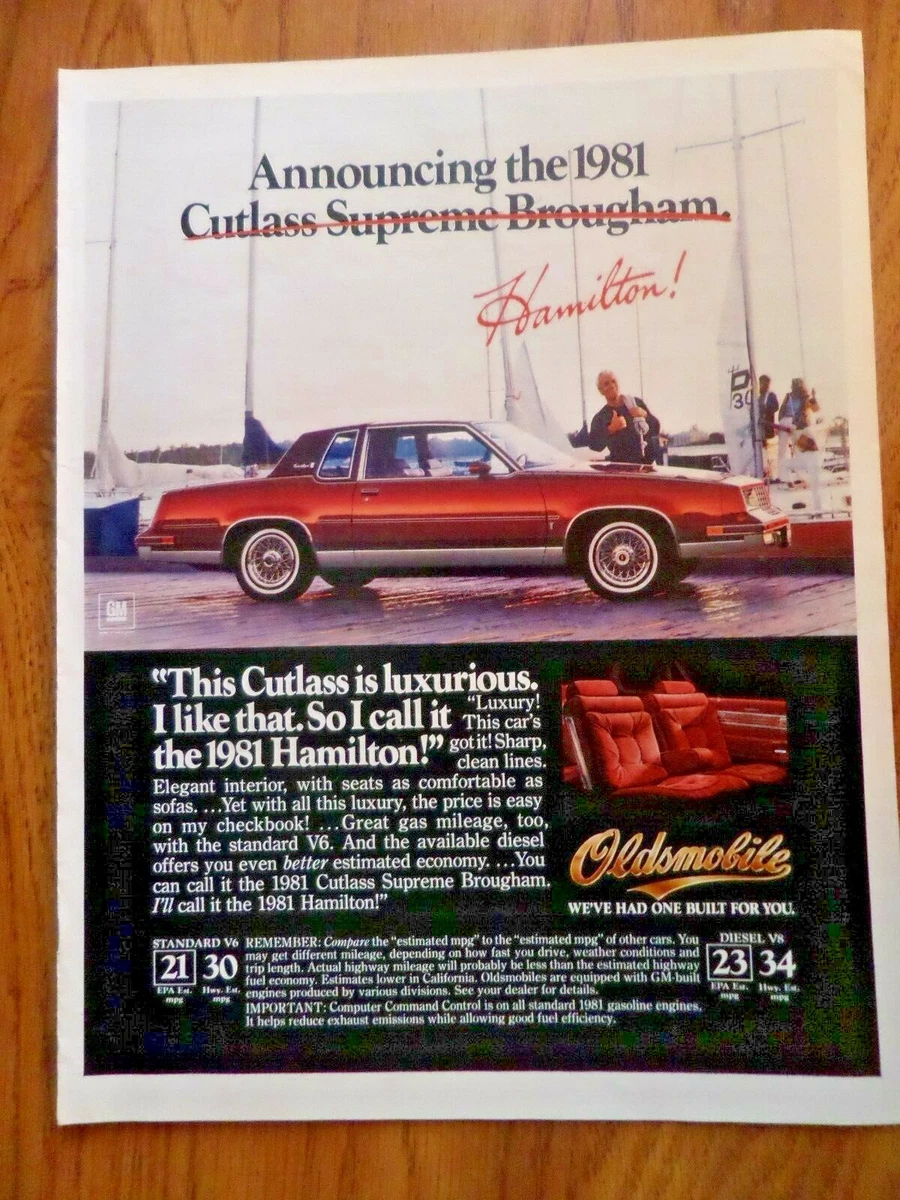 Announcing the 1981
Cutlass Supreme Brougham.
Hamilton!
D
30
GM
“This Cutlass is luxurious.
I like that. So I call it
the 1981 Hamilton!”
“Luxury!
This car's
got it! Sharp,
clean lines.
Elegant interior, with seats as comfortable as
sofas. ...Yet with all this luxury, the price is easy
on my checkbook! ...Great gas mileage, too,
with the standard V6. And the available diesel
offers you even better estimated economy. ...You
can call it the 1981 Cutlass Supreme Brougham.
I'll call it the 1981 Hamilton!”
Oldsmobile
WE'VE HAD ONE BUILT FOR YOU.
STANDARD V6
21 30
EPA Est. mpg
Hwy. Est. mpg
REMEMBER: Compare the “estimated mpg” to the “estimated mpg” of other cars. You
may get different mileage, depending on how fast you drive, weather conditions and
trip length. Actual highway mileage will probably be less than the estimated highway
fuel economy. Estimates lower in California. Oldsmobiles are equipped with GM-built
engines produced by various divisions. See your dealer for details.
IMPORTANT: Computer Command Control is on all standard 1981 gasoline engines.
It helps reduce exhaust emissions while allowing good fuel efficiency.
DIESEL V8
23 34
EPA Est. mpg
Hwy. Est. mpg